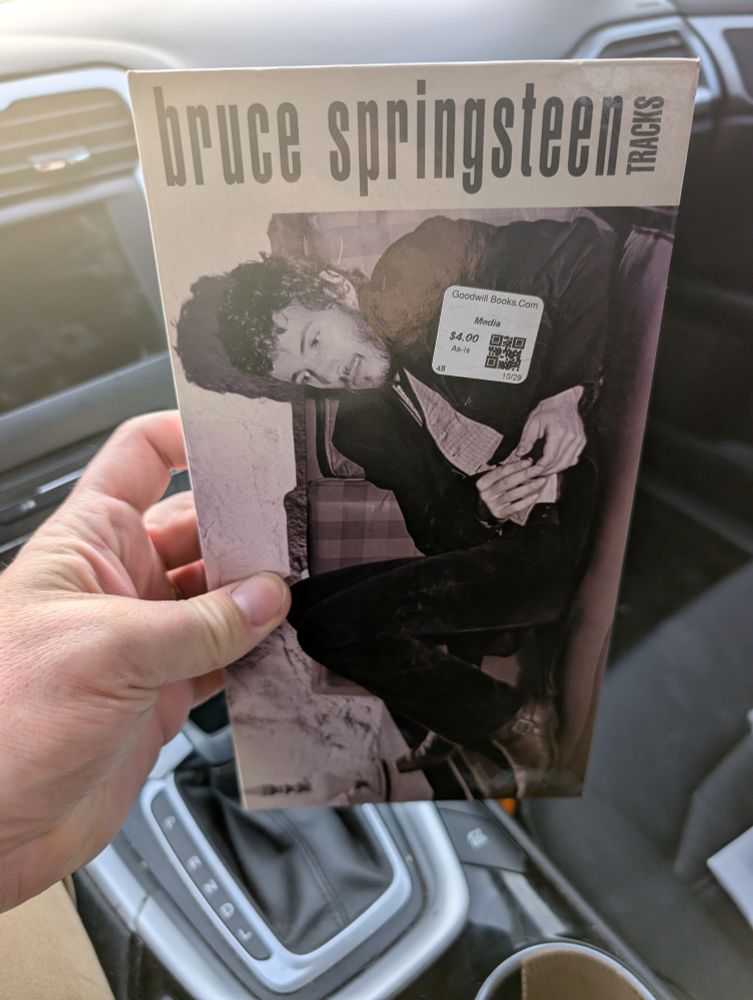 bruce springsteen
TRACKS
Goodwill Books.Com
Media
$4.00
As-is
48
10/28
P
R
N
D
L